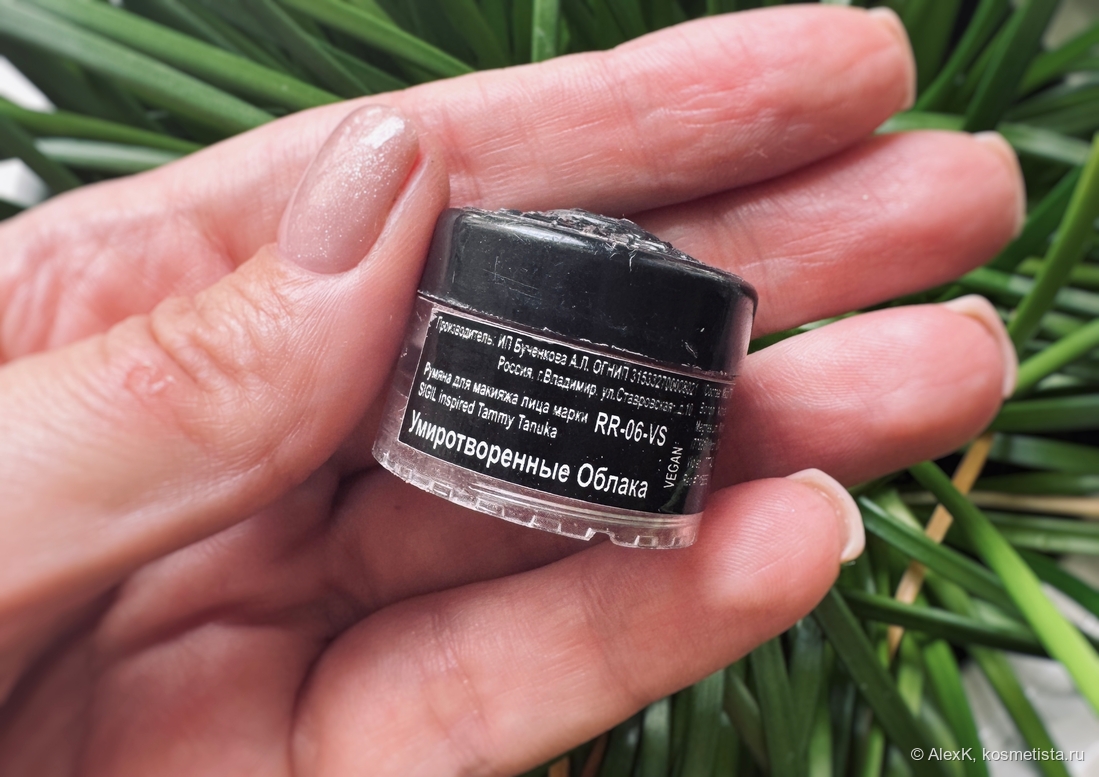 Производитель: ИП Бученкова А.Л. ОГНИП
Россия, г.Владимир, ул.Ставровская
Румяна для макияжа лица марки
SIGIL inspired Tammy Tanuka
RR-06-VS
Умиротворенные Облака
VEGAN
© AlexK, kosmetista.ru